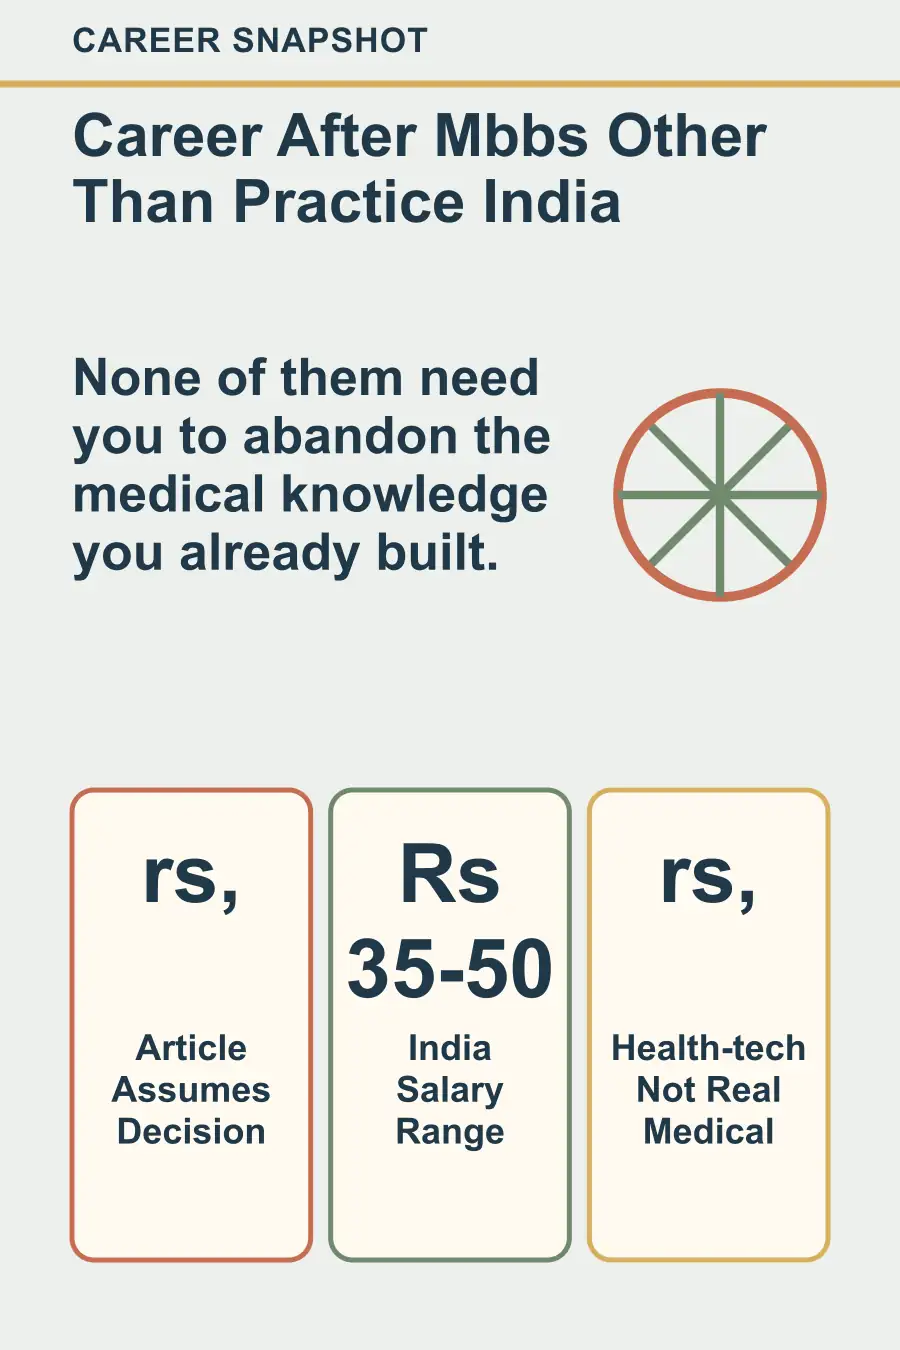 CAREER SNAPSHOT
Career After Mbbs Other
Than Practice India
None of them need
you to abandon the
medical knowledge
you already built.
rs,
Article
Assumes
Decision
Rs
35-50
India
Salary
Range
rs,
Health-tech
Not Real
Medical